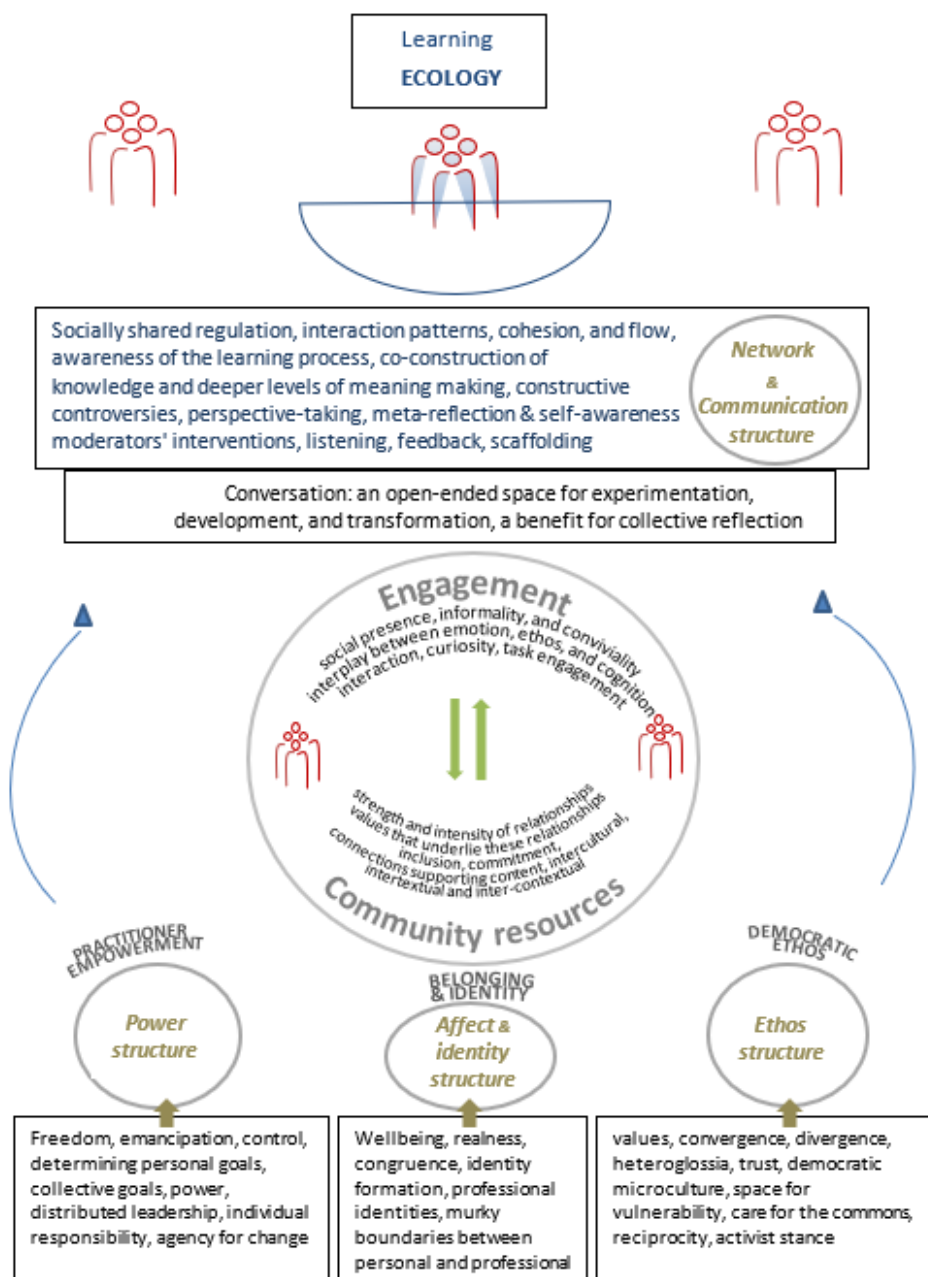 Learning
ECOLOGY
Socially shared regulation, interaction patterns, cohesion, and flow,
awareness of the learning process, co-construction of
knowledge and deeper levels of meaning making, constructive
controversies, perspective-taking, meta-reflection & self-awareness
moderators' interventions, listening, feedback, scaffolding
Network
&
Communication
structure
Conversation: an open-ended space for experimentation,
development, and transformation, a benefit for collective reflection
Engagement
social presence, informality, and conviviality
interplay between emotion, ethos, and cognition
interaction, curiosity, task engagement
strength and intensity of relationships
values that underlie these relationships
inclusion, commitment,
connections supporting content, intercultural,
intertextual and inter-contextual
Community resources
PRACTITIONER
EMPOWERMENT
Power
structure
BELONGING
& IDENTITY
Affect &
identity
structure
DEMOCRATIC
ETHOS
Ethos
structure
Freedom, emancipation, control,
determining personal goals,
collective goals, power,
distributed leadership, individual
responsibility, agency for change
Wellbeing, realness,
congruence, identity
formation, professional
identities, murky
boundaries between
personal and professional
values, convergence, divergence,
heteroglossia, trust, democratic
microculture, space for
vulnerability, care for the commons,
reciprocity, activist stance